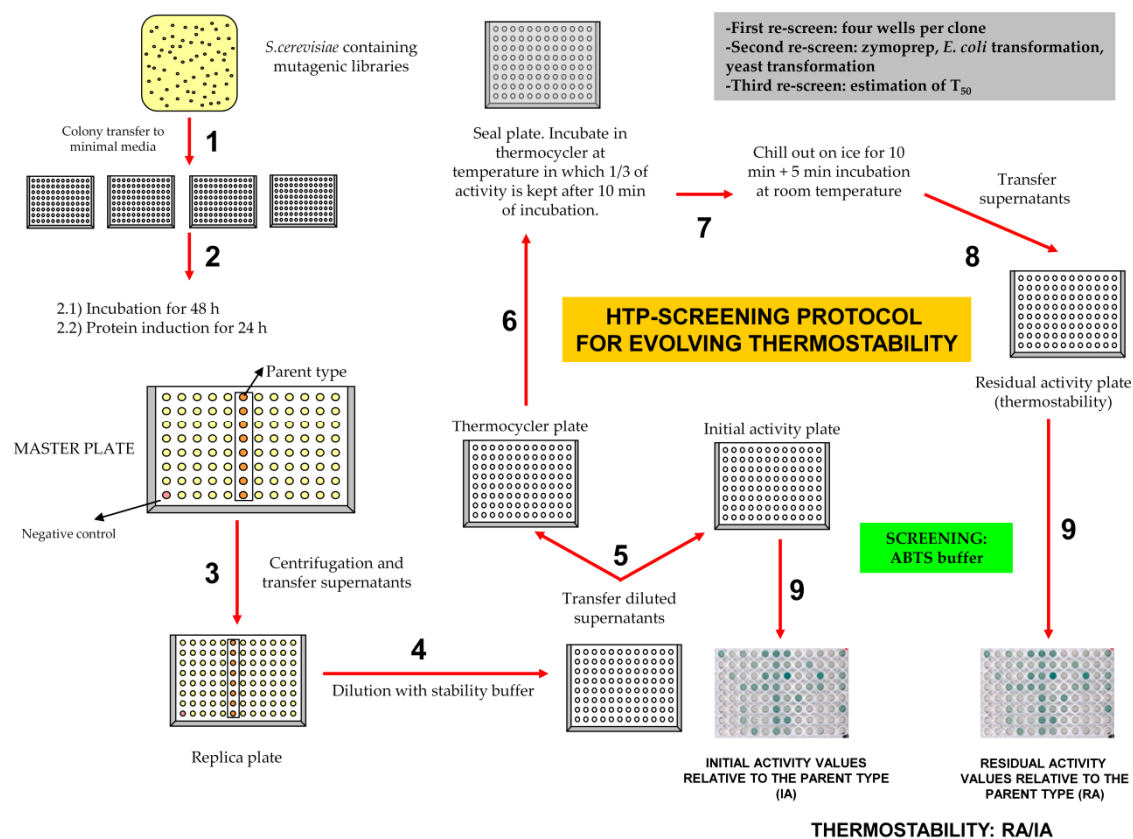 S.cerevisiae containing
mutagenic libraries
Colony transfer to
minimal media
1
2
2.1) Incubation for 48 h
2.2) Protein induction for 24 h
Parent type
MASTER PLATE
Negative control
3
Centrifugation and
transfer supernatants
Replica plate
4
Dilution with stability buffer
Transfer diluted
supernatants
5
Thermocycler plate
Initial activity plate
6
Seal plate. Incubate in
thermocycler at
temperature in which 1/3 of
activity is kept after 10 min
of incubation.
7
Chill out on ice for 10
min + 5 min incubation
at room temperature
Transfer
supernatants
8
Residual activity plate
(thermostability)
9
9
SCREENING:
ABTS buffer
HTP-SCREENING PROTOCOL
FOR EVOLVING THERMOSTABILITY
-First re-screen: four wells per clone
-Second re-screen: zymoprep, E. coli transformation,
yeast transformation
-Third re-screen: estimation of T50
INITIAL ACTIVITY VALUES
RELATIVE TO THE PARENT TYPE
(IA)
RESIDUAL ACTIVITY
VALUES RELATIVE TO THE
PARENT TYPE (RA)
THERMOSTABILITY: RA/IA